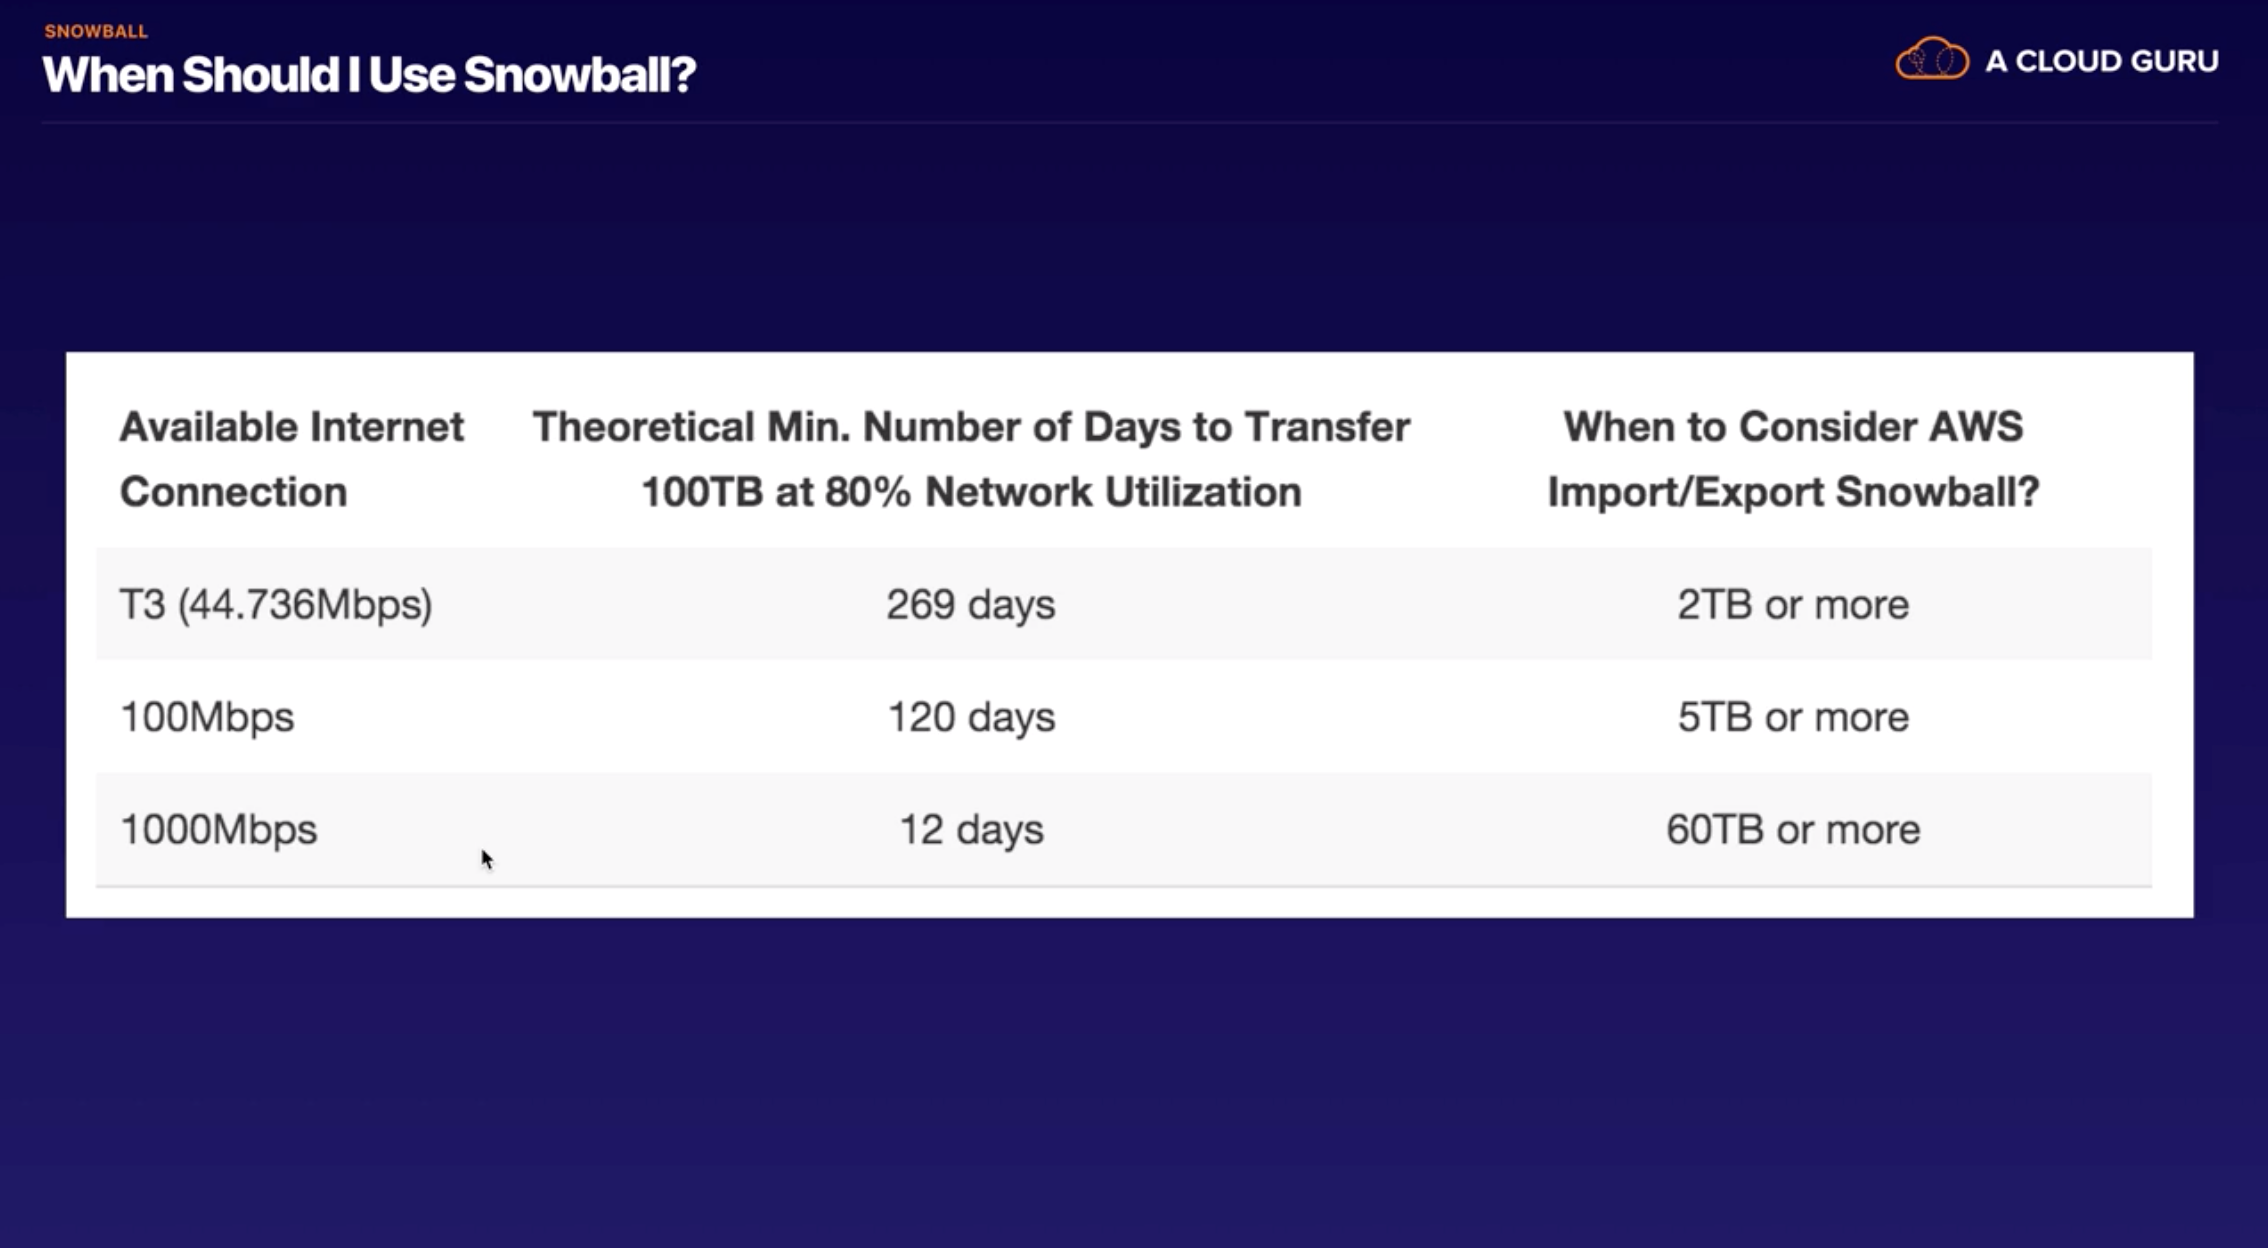 SNOWBALL
When Should I Use Snowball?
A CLOUD GURU
Available Internet Connection
Theoretical Min. Number of Days to Transfer 100TB at 80% Network Utilization
When to Consider AWS Import/Export Snowball?
T3 (44.736Mbps) 269 days 2TB or more
100Mbps 120 days 5TB or more
1000Mbps 12 days 60TB or more